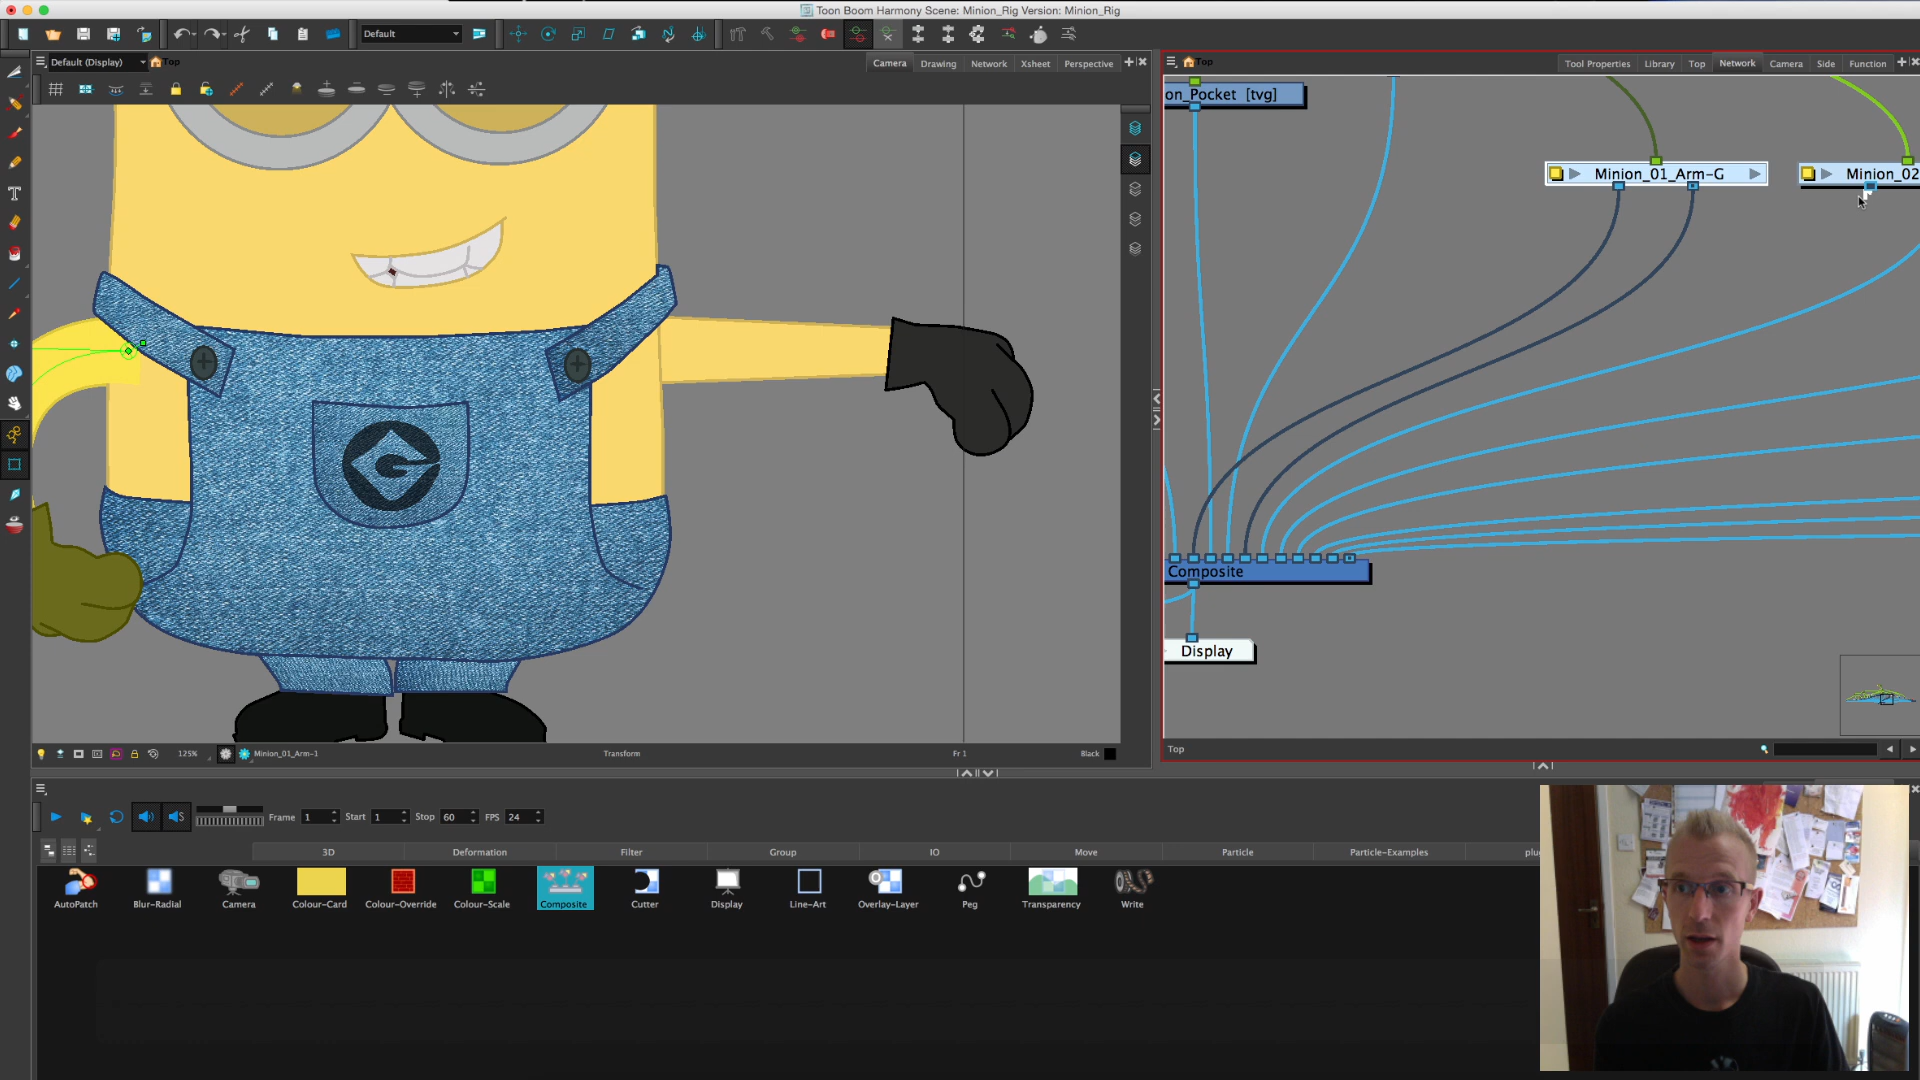 Toon Boom Harmony Scene: Minion_Rig Version: Minion_Rig
Default
Default (Display)
Top
Camera
Drawing
Network
Xsheet
Perspective
Top
Tool Properties
Library
Top
Network
Camera
Side
Function
on_Pocket [tvg]
Minion_01_Arm-G
Minion_02
Composite
Display
125%
Minion_01_Arm-1
Transform
Fr 1
Black
Top
Frame 1
Start 1
Stop 60
FPS 24
3D
Deformation
Filter
Group
IO
Move
Particle
Particle-Examples
plu
AutoPatch
Blur-Radial
Camera
Colour-Card
Colour-Override
Colour-Scale
Composite
Cutter
Display
Line-Art
Overlay-Layer
Peg
Transparency
Write